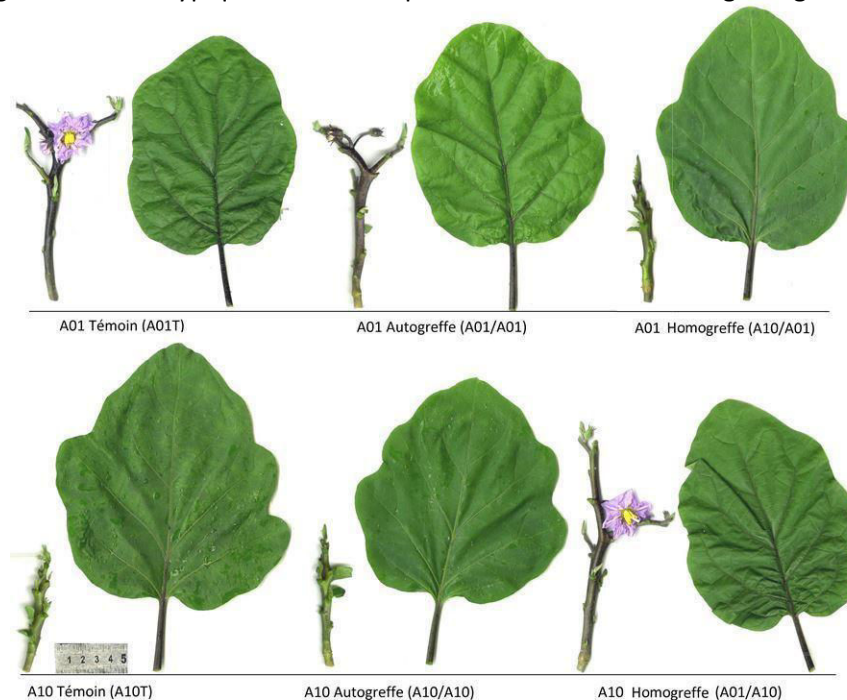 A01 Témoin (A01T)
A01 Autogreffe (A01/A01)
A01 Homogreffe (A10/A01)
1 2 3 4 5
A10 Témoin (A10T)
A10 Autogreffe (A10/A10)
A10 Homogreffe (A01/A10)